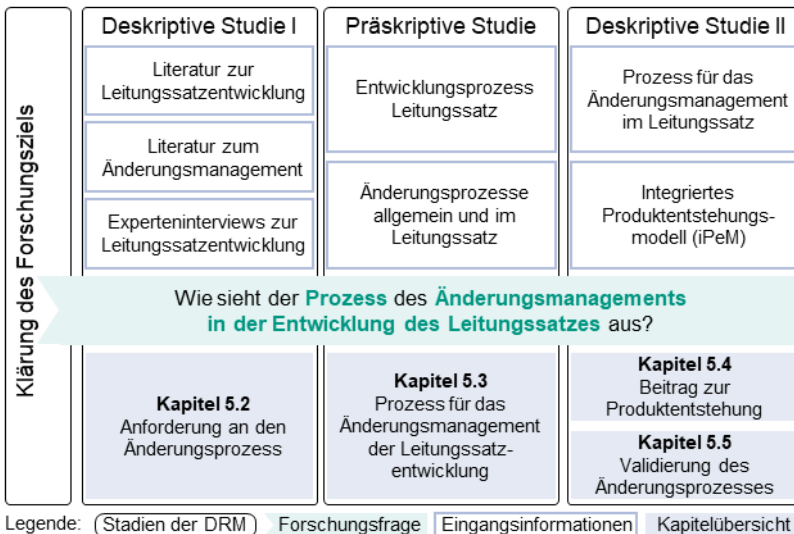 Klärung des Forschungsziels
Deskriptive Studie I
Literatur zur
Leitungssatzentwicklung
Literatur zum
Änderungsmanagement
Experteninterviews zur
Leitungssatzentwicklung
Präskriptive Studie
Entwicklungsprozess
Leitungssatz
Änderungsprozesse
allgemein und im
Leitungssatz
Deskriptive Studie II
Prozess für das
Änderungsmanagement
im Leitungssatz
Integriertes
Produktentstehungs-
modell (iPeM)
Wie sieht der Prozess des Änderungsmanagements
in der Entwicklung des Leitungssatzes aus?
Kapitel 5.2
Anforderung an den
Änderungsprozess
Kapitel 5.3
Prozess für das
Änderungsmanagement
der Leitungssatz-
entwicklung
Kapitel 5.4
Beitrag zur
Produktentstehung
Kapitel 5.5
Validierung des
Änderungsprozesses
Legende: Stadien der DRM Forschungsfrage Eingangsinformationen Kapitelübersicht